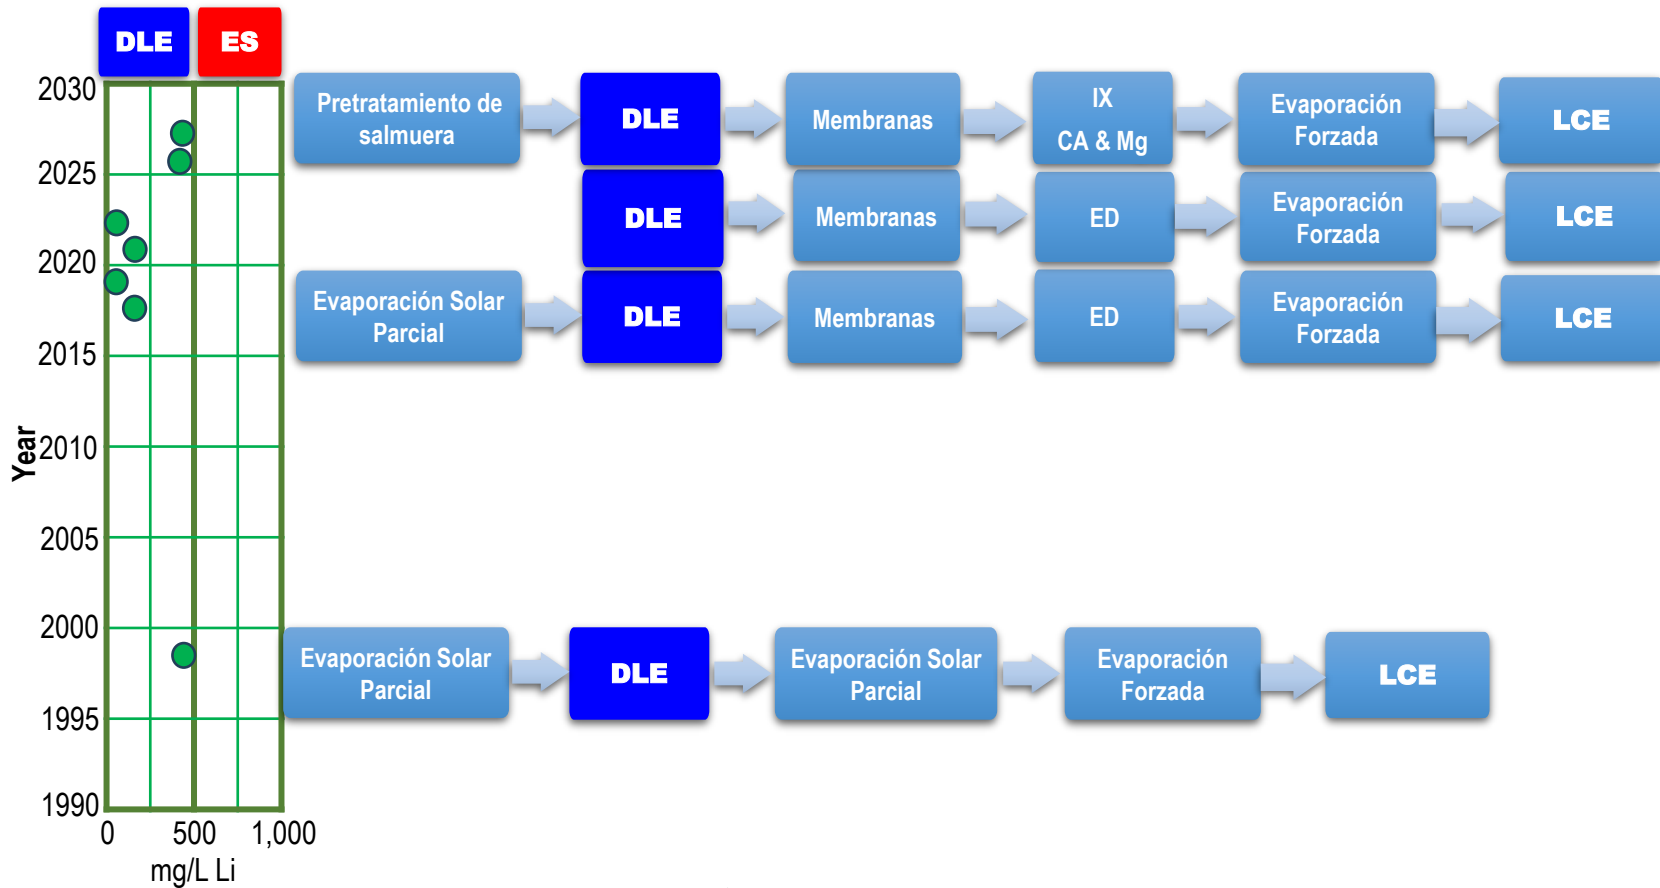 DLE
ES
2030
2025
2020
2015
2010
2005
2000
1995
1990
Year
0
500
1,000
mg/L Li
Pretratamiento de
salmuera
DLE
Membranas
IX
CA & Mg
Evaporación
Forzada
LCE
DLE
Membranas
ED
Evaporación
Forzada
LCE
Evaporación Solar
Parcial
DLE
Membranas
ED
Evaporación
Forzada
LCE
Evaporación Solar
Parcial
DLE
Evaporación Solar
Parcial
Evaporación
Forzada
LCE